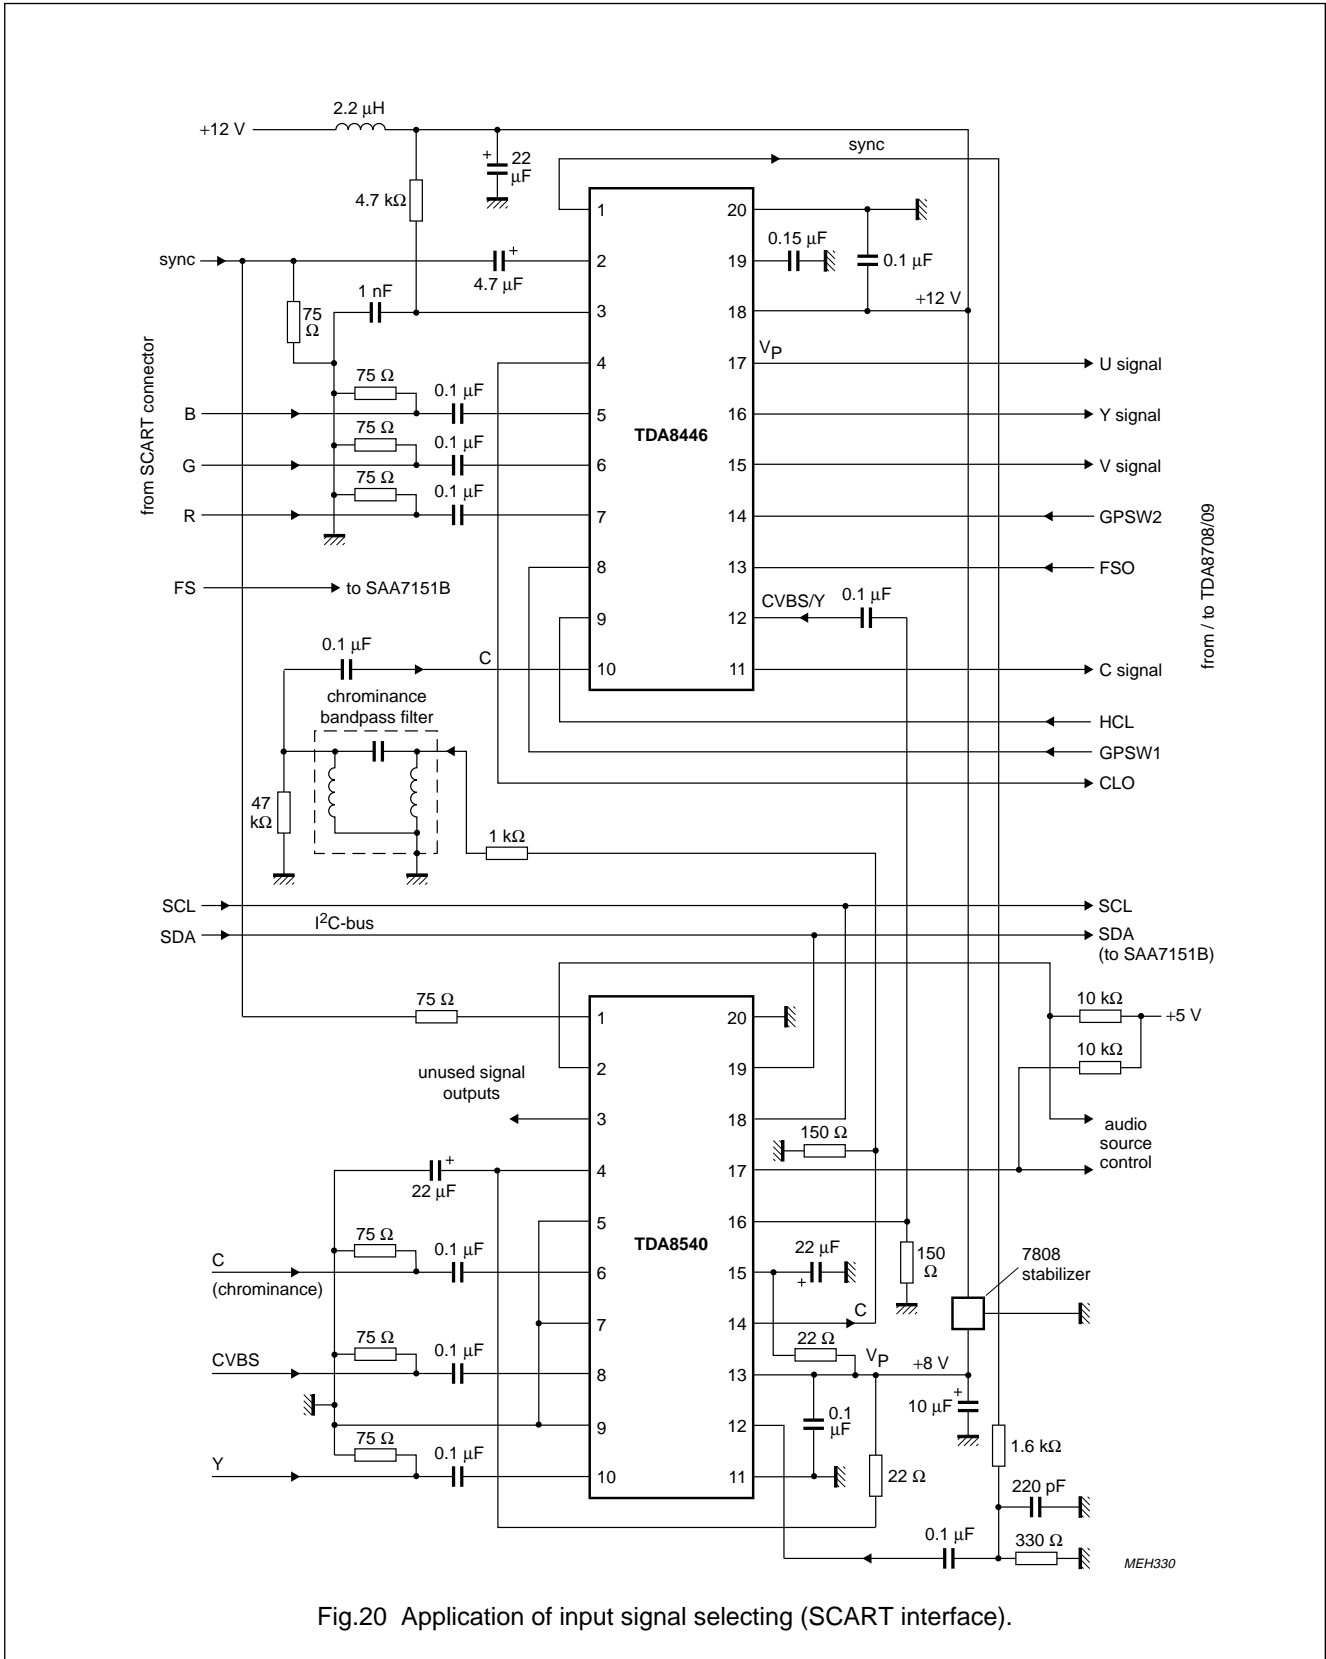 2.2 µH
+12 V
sync
+
22
µF
4.7 kΩ
1
20
0.15 µF
sync
+
4.7 µF
2
19
0.1 µF
1 nF
75
Ω
3
18
+12 V
from SCART connector
VP
4
17
U signal
75 Ω
0.1 µF
B
5
16
Y signal
TDA8446
75 Ω
0.1 µF
G
6
15
V signal
75 Ω
0.1 µF
R
7
14
GPSW2
from / to TDA8708/09
FS
to SAA7151B
8
13
FSO
CVBS/Y
0.1 µF
9
12
0.1 µF
C
10
11
C signal
chrominance
bandpass filter
HCL
GPSW1
CLO
47
kΩ
1 kΩ
SCL
SCL
I2C-bus
SDA
SDA
(to SAA7151B)
75 Ω
10 kΩ
1
20
+5 V
10 kΩ
unused signal
outputs
2
19
3
18
audio
source
control
150 Ω
+
22 µF
4
17
75 Ω
0.1 µF
5
16
TDA8540
C
(chrominance)
6
15
22 µF
+
150
Ω
7808
stabilizer
7
14
C
75 Ω
0.1 µF
22 Ω
CVBS
8
13
VP
+8 V
+
10 µF
0.1
µF
9
12
75 Ω
0.1 µF
1.6 kΩ
Y
10
11
22 Ω
220 pF
0.1 µF
330 Ω
MEH330
Fig.20 Application of input signal selecting (SCART interface).